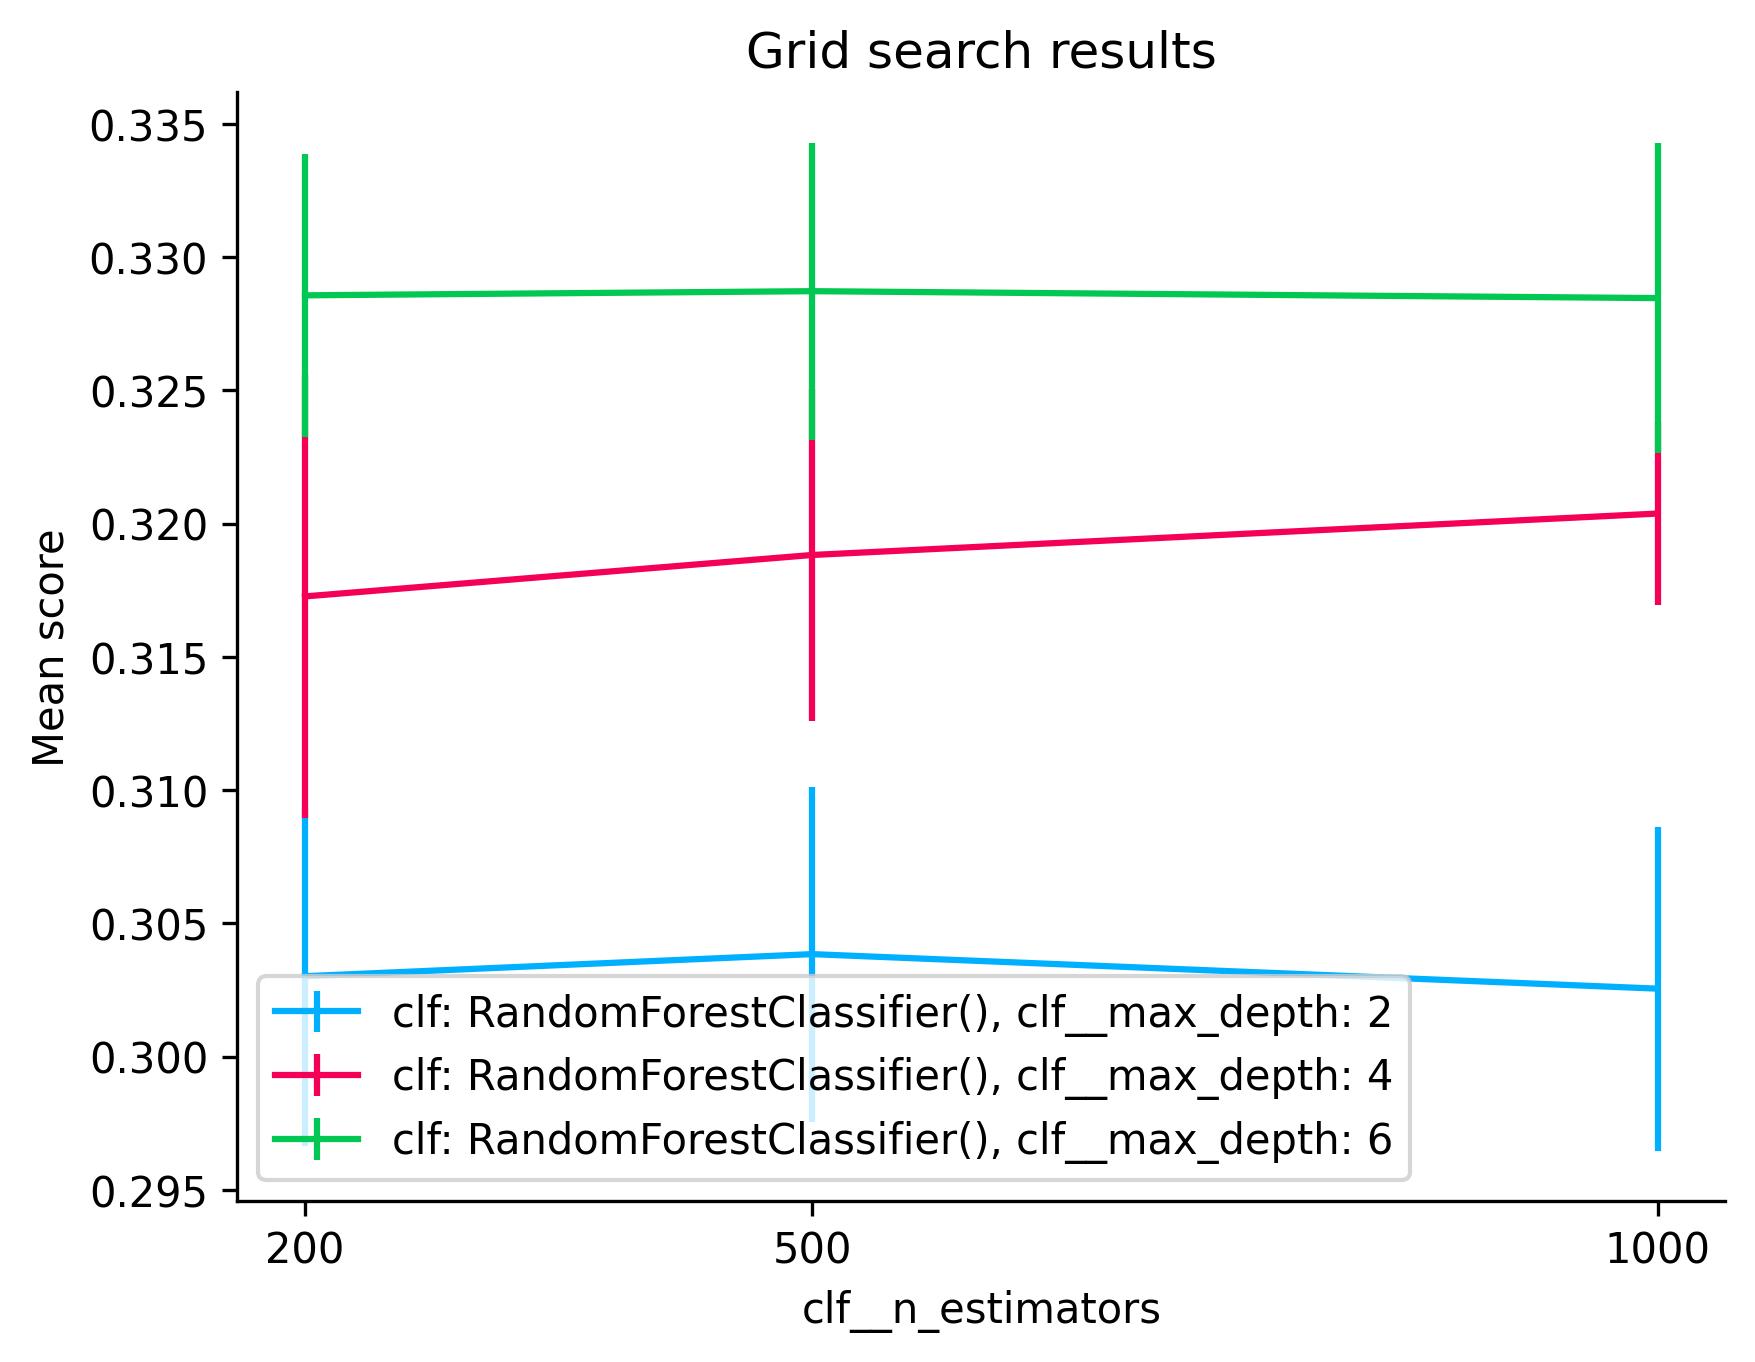 Grid search results
0.335
0.330
0.325
0.320
0.315
0.310
0.305
0.300
0.295
Mean score
clf: RandomForestClassifier(), clf__max_depth: 2
clf: RandomForestClassifier(), clf__max_depth: 4
clf: RandomForestClassifier(), clf__max_depth: 6
200 500 1000
clf__n_estimators